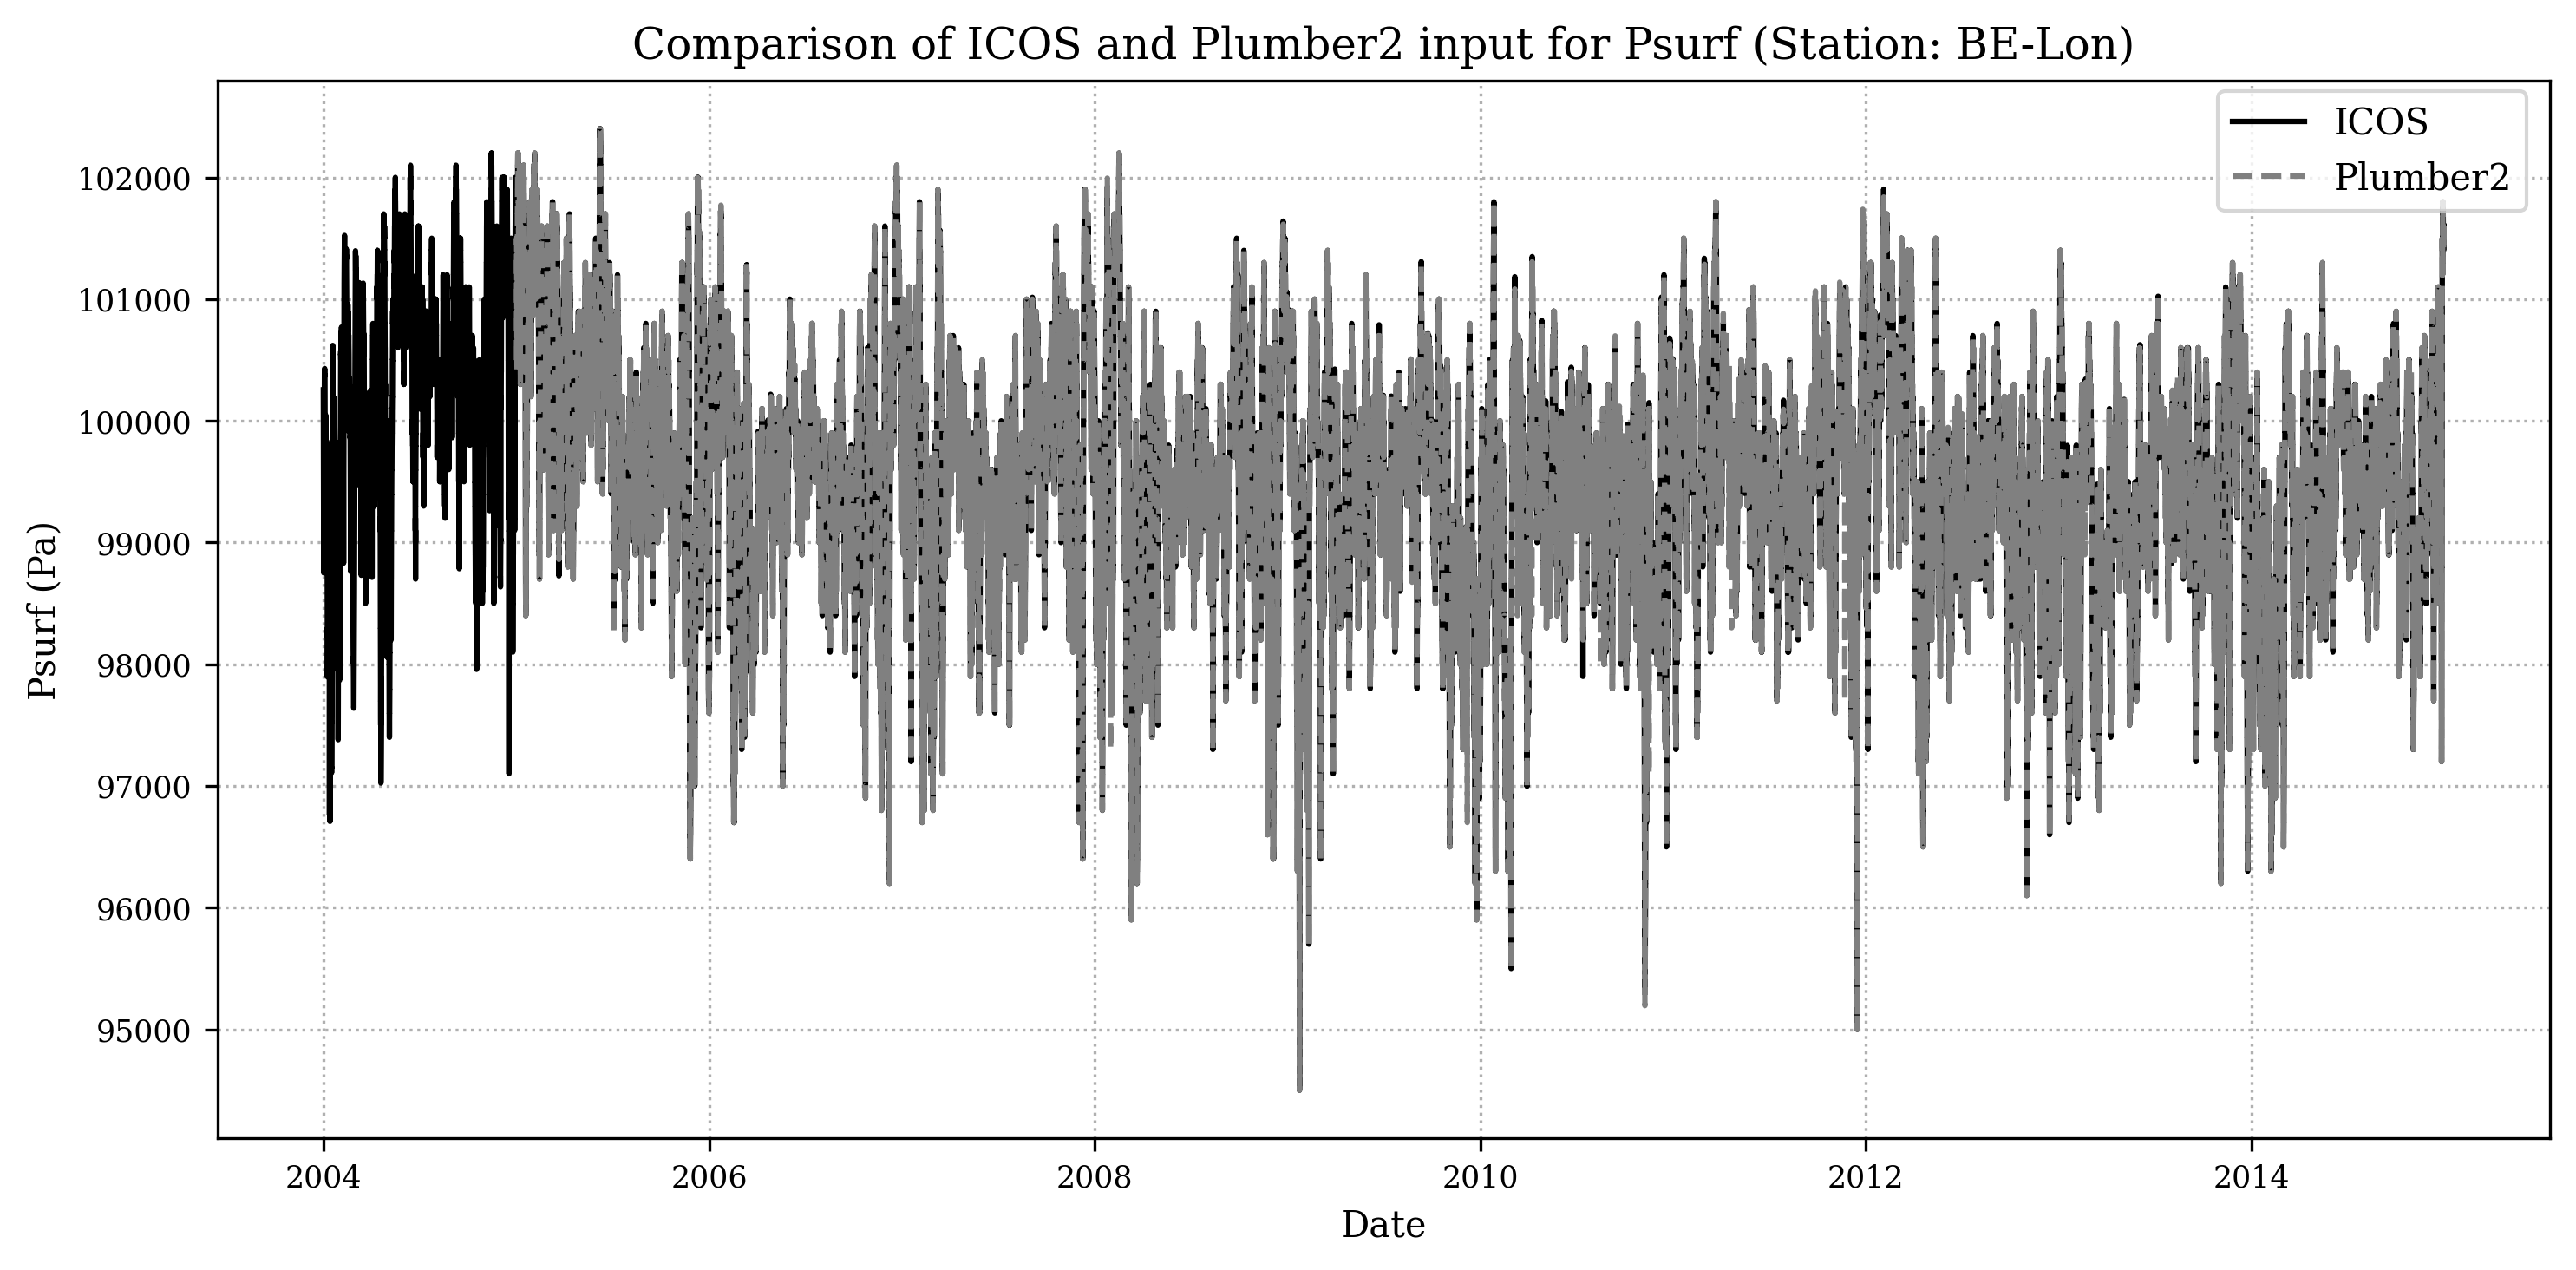 Comparison of ICOS and Plumber2 input for Psurf (Station: BE-Lon)
ICOS
Plumber2
Psurf (Pa)
102000
101000
100000
99000
98000
97000
96000
95000
2004
2006
2008
2010
2012
2014
Date